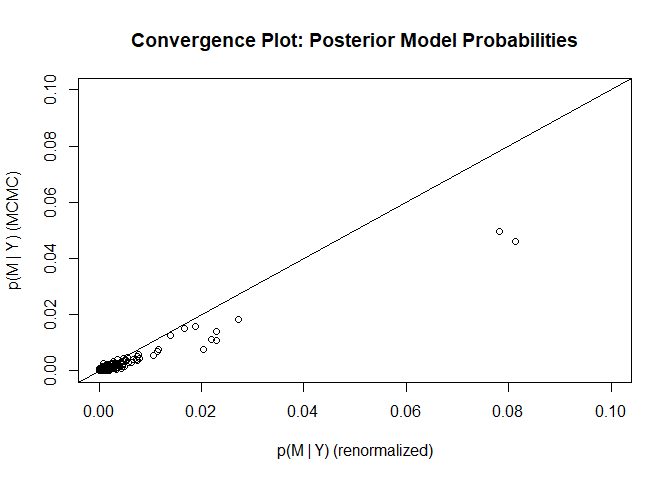 Convergence Plot: Posterior Model Probabilities
p(M | Y) (MCMC)
0.10
0.08
0.06
0.04
0.02
0.00
0.00 0.02 0.04 0.06 0.08 0.10
p(M | Y) (renormalized)